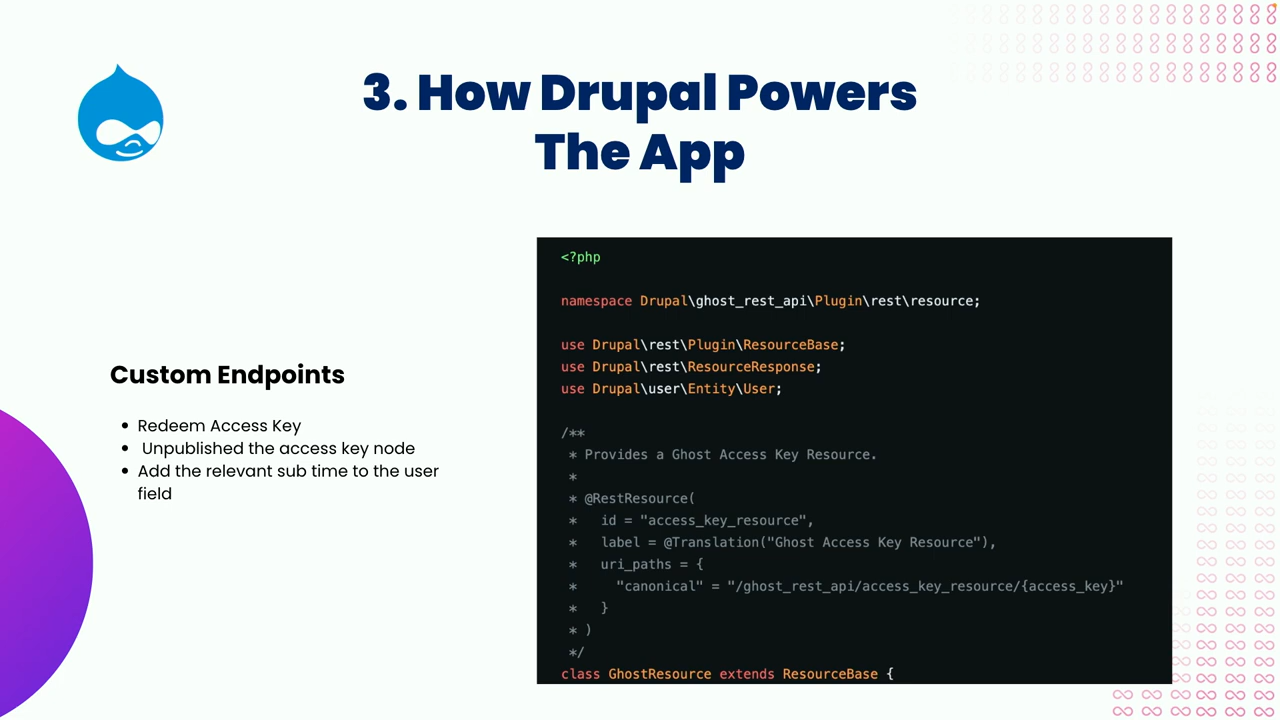 3. How Drupal Powers
The App
Custom Endpoints
• Redeem Access Key
• Unpublished the access key node
• Add the relevant sub time to the user
field
<?php
namespace Drupal\ghost_rest_api\Plugin\rest\resource;
use Drupal\rest\Plugin\ResourceBase;
use Drupal\rest\ResourceResponse;
use Drupal\user\Entity\User;
/**
 * Provides a Ghost Access Key Resource.
 *
 * @RestResource(
 *   id = "access_key_resource",
 *   label = @Translation("Ghost Access Key Resource"),
 *   uri_paths = {
 *     "canonical" = "/ghost_rest_api/access_key_resource/{access_key}"
 *   }
 * )
 */
class GhostResource extends ResourceBase {